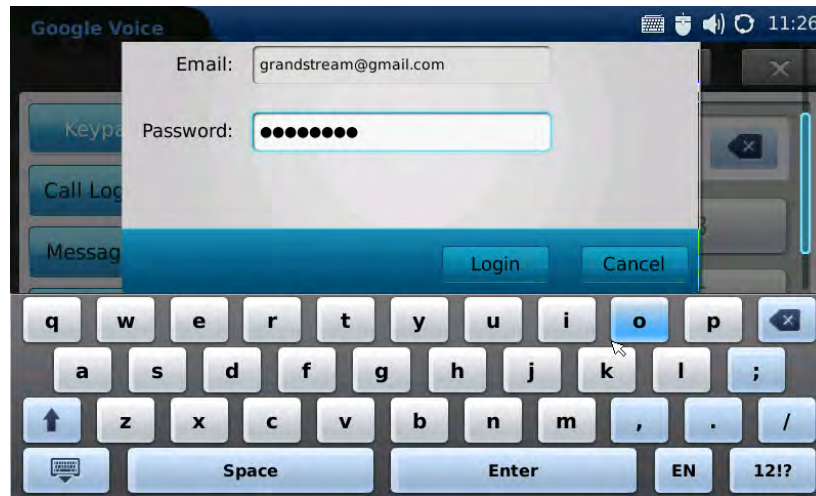 Google Voice 11:26
Email: grandstream@gmail.com
Keypa Password: ●●●●●●●●
Call Log
Messag
Login Cancel
q w e r t y u i o p
a s d f g h j k l ;
z x c v b n m , . /
Space Enter EN 12!?